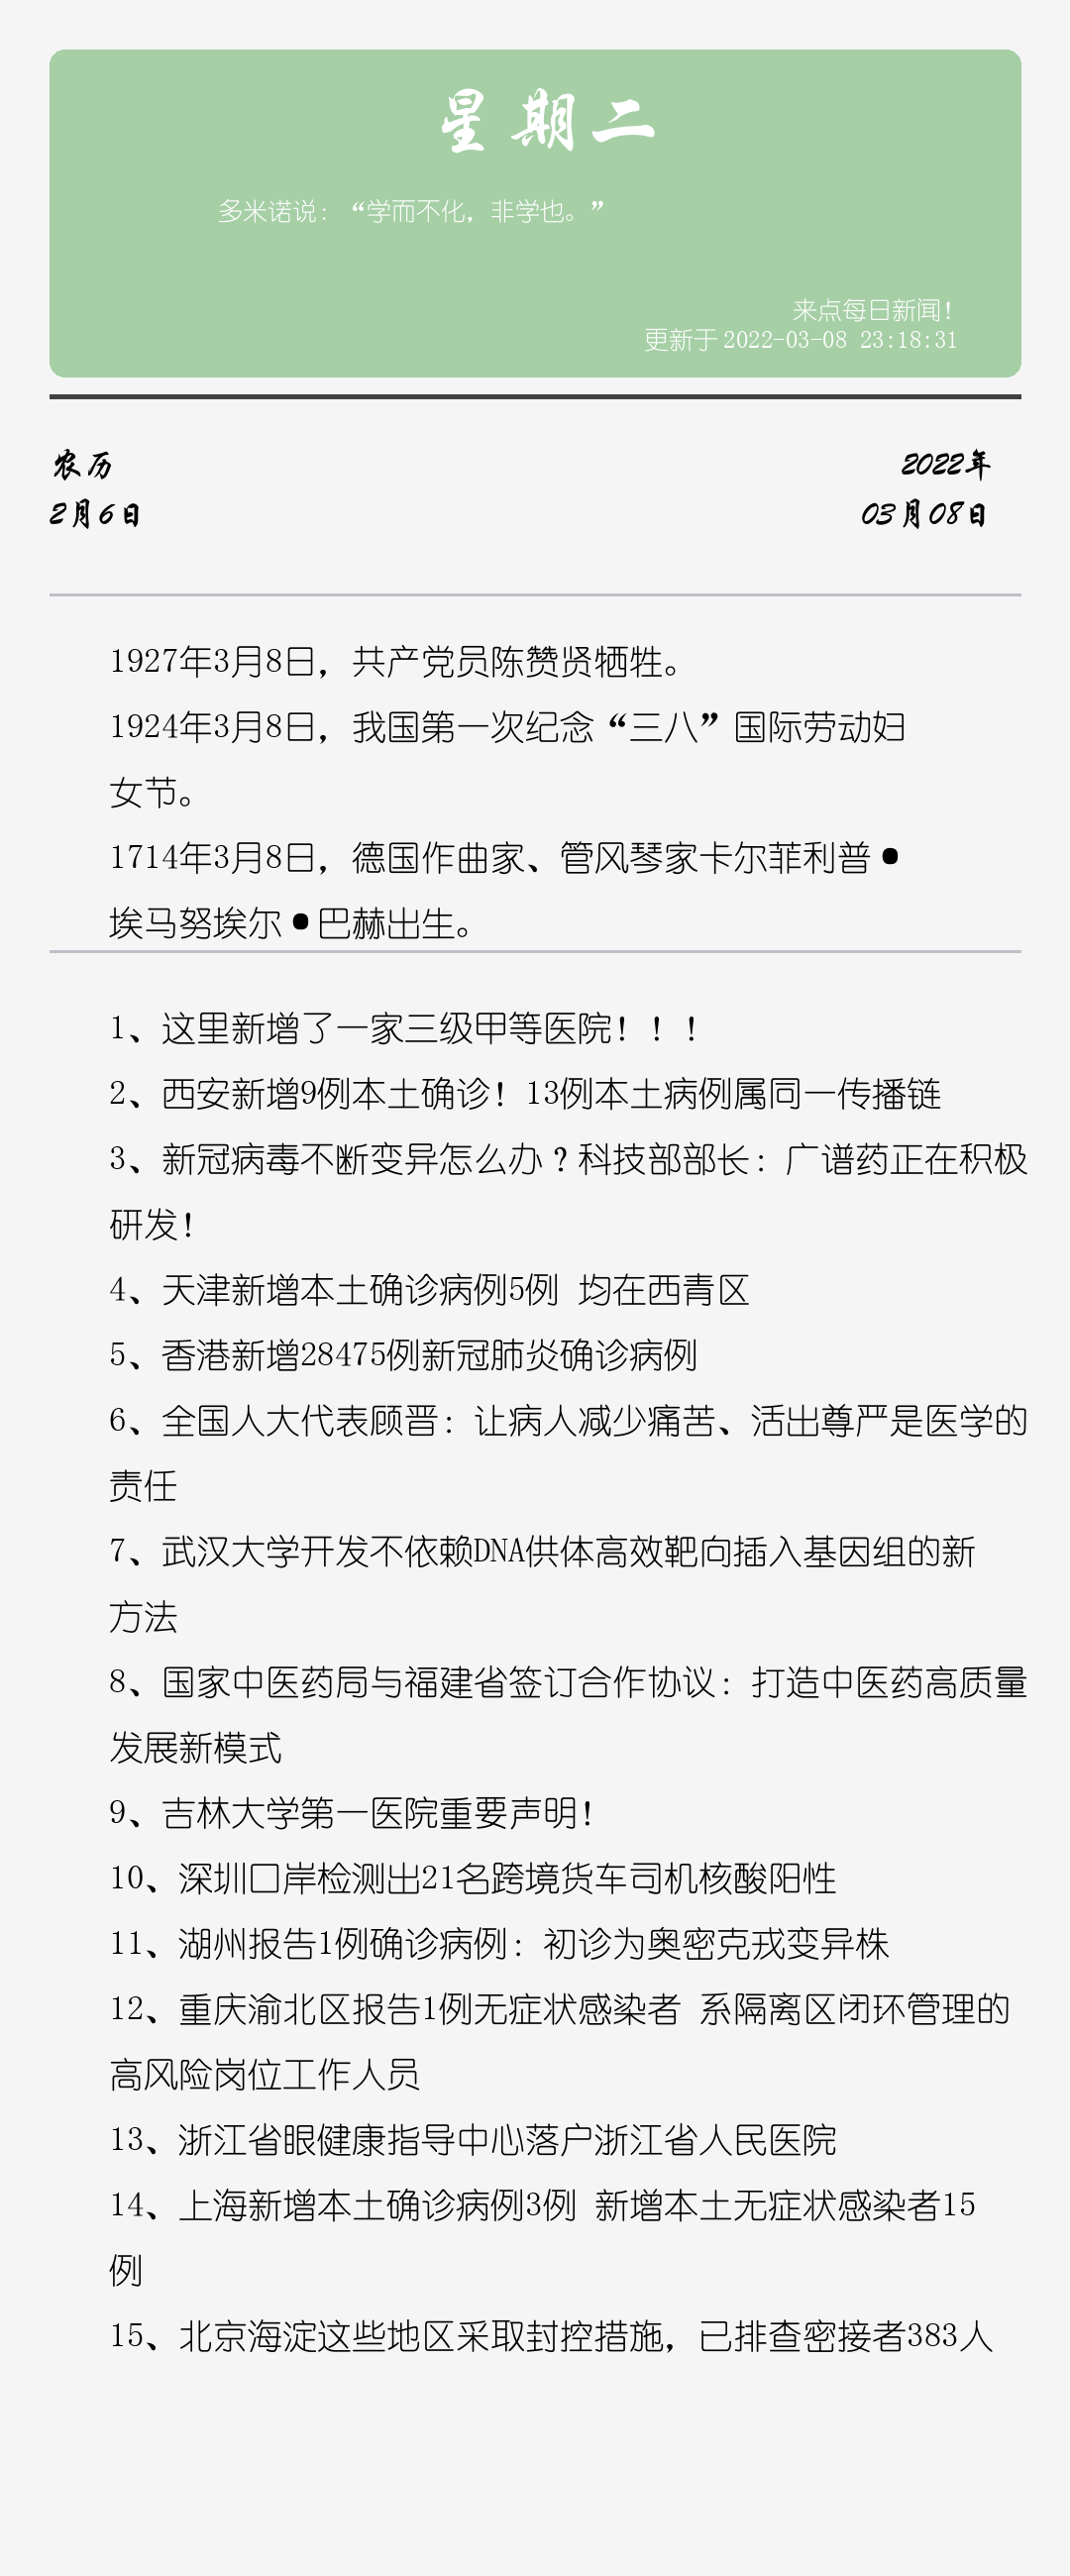 星期二
多米诺说：“学而不化，非学也。”
来点每日新闻！
更新于 2022-03-08 23:18:31
农历
2月6日
2022年
03月08日
1927年3月8日，共产党员陈赞贤牺牲。
1924年3月8日，我国第一次纪念“三八”国际劳动妇
女节。
1714年3月8日，德国作曲家、管风琴家卡尔菲利普•
埃马努埃尔•巴赫出生。
1、这里新增了一家三级甲等医院！！！
2、西安新增9例本土确诊！13例本土病例属同一传播链
3、新冠病毒不断变异怎么办？科技部部长：广谱药正在积极
研发！
4、天津新增本土确诊病例5例 均在西青区
5、香港新增28475例新冠肺炎确诊病例
6、全国人大代表顾晋：让病人减少痛苦、活出尊严是医学的
责任
7、武汉大学开发不依赖DNA供体高效靶向插入基因组的新
方法
8、国家中医药局与福建省签订合作协议：打造中医药高质量
发展新模式
9、吉林大学第一医院重要声明！
10、深圳口岸检测出21名跨境货车司机核酸阳性
11、湖州报告1例确诊病例：初诊为奥密克戎变异株
12、重庆渝北区报告1例无症状感染者 系隔离区闭环管理的
高风险岗位工作人员
13、浙江省眼健康指导中心落户浙江省人民医院
14、上海新增本土确诊病例3例 新增本土无症状感染者15
例
15、北京海淀这些地区采取封控措施，已排查密接者383人